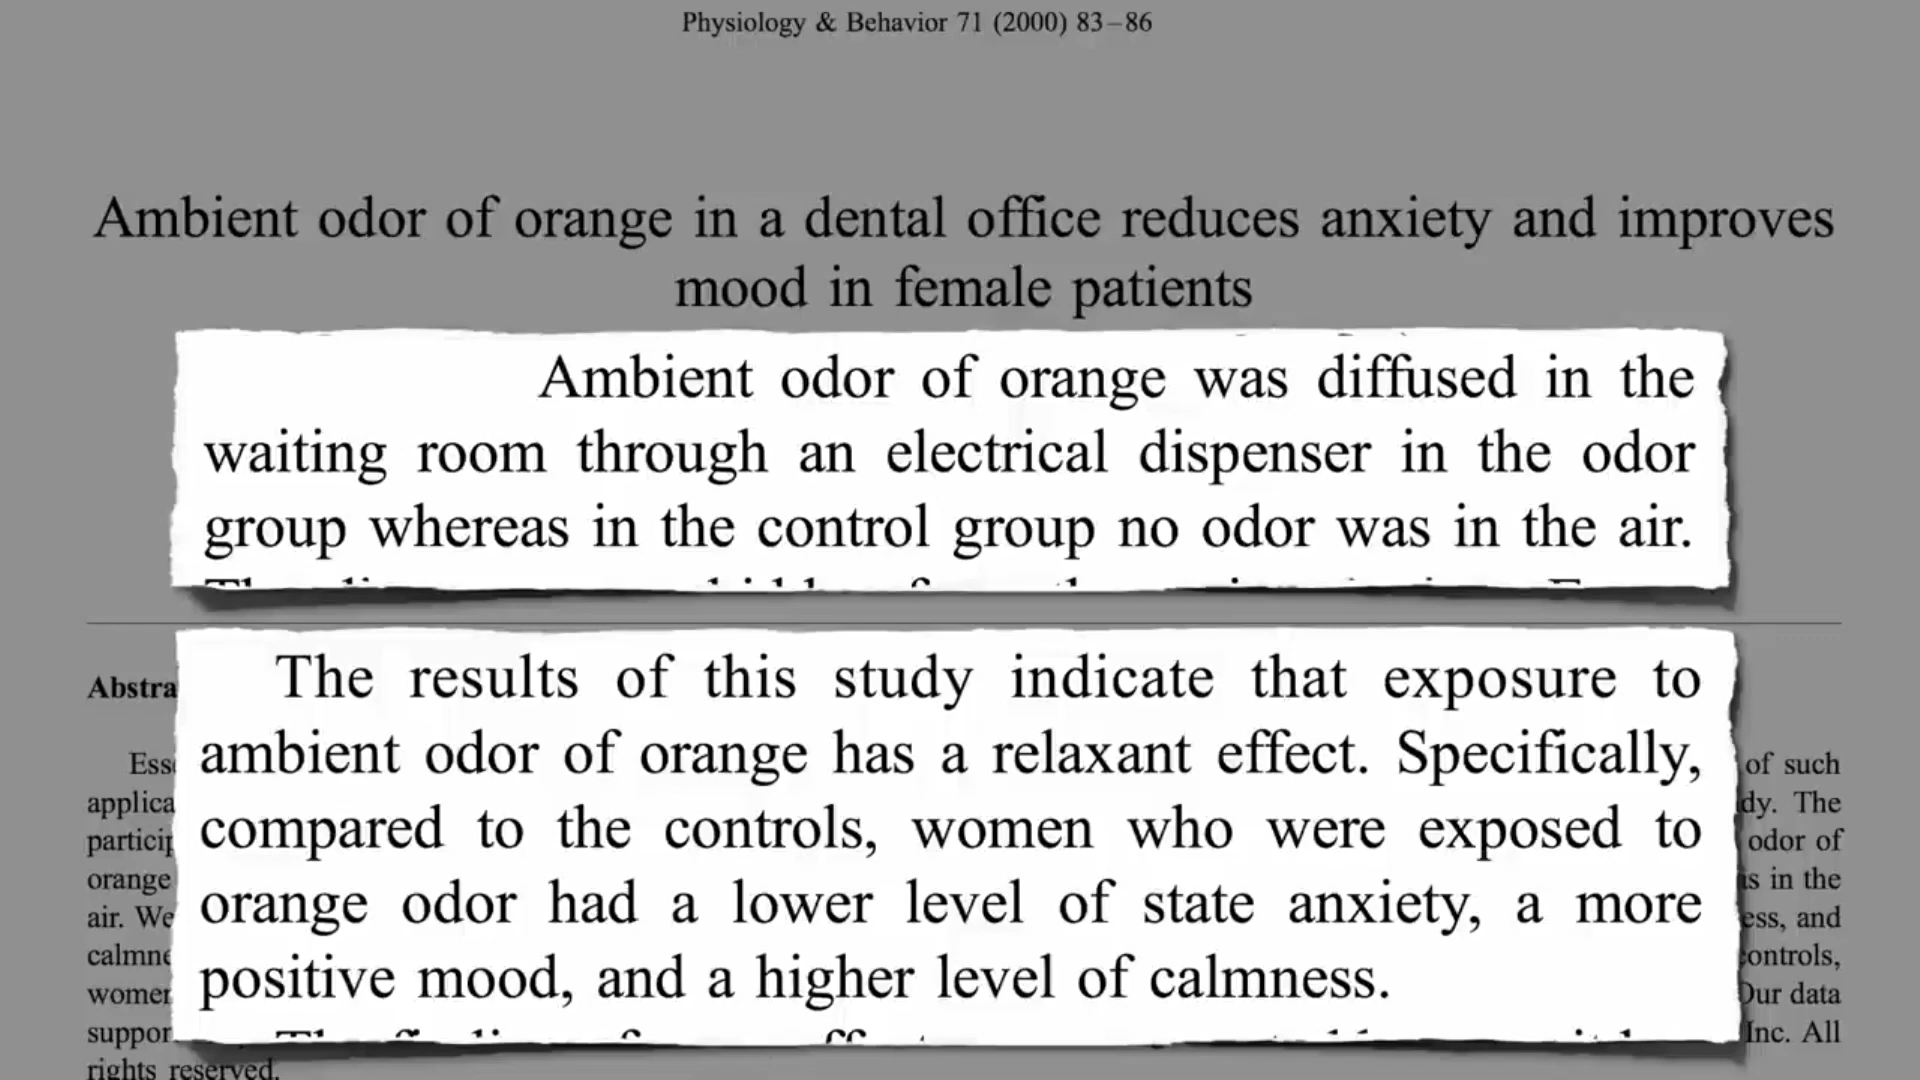 Physiology & Behavior 71 (2000) 83–86
Ambient odor of orange in a dental office reduces anxiety and improves
mood in female patients
Ambient odor of orange was diffused in the
waiting room through an electrical dispenser in the odor
group whereas in the control group no odor was in the air.
The results of this study indicate that exposure to
ambient odor of orange has a relaxant effect. Specifically,
compared to the controls, women who were exposed to
orange odor had a lower level of state anxiety, a more
positive mood, and a higher level of calmness.
of such
The
odor of
orange
in the
air. We
and
Our data
Inc. All
rights reserved.